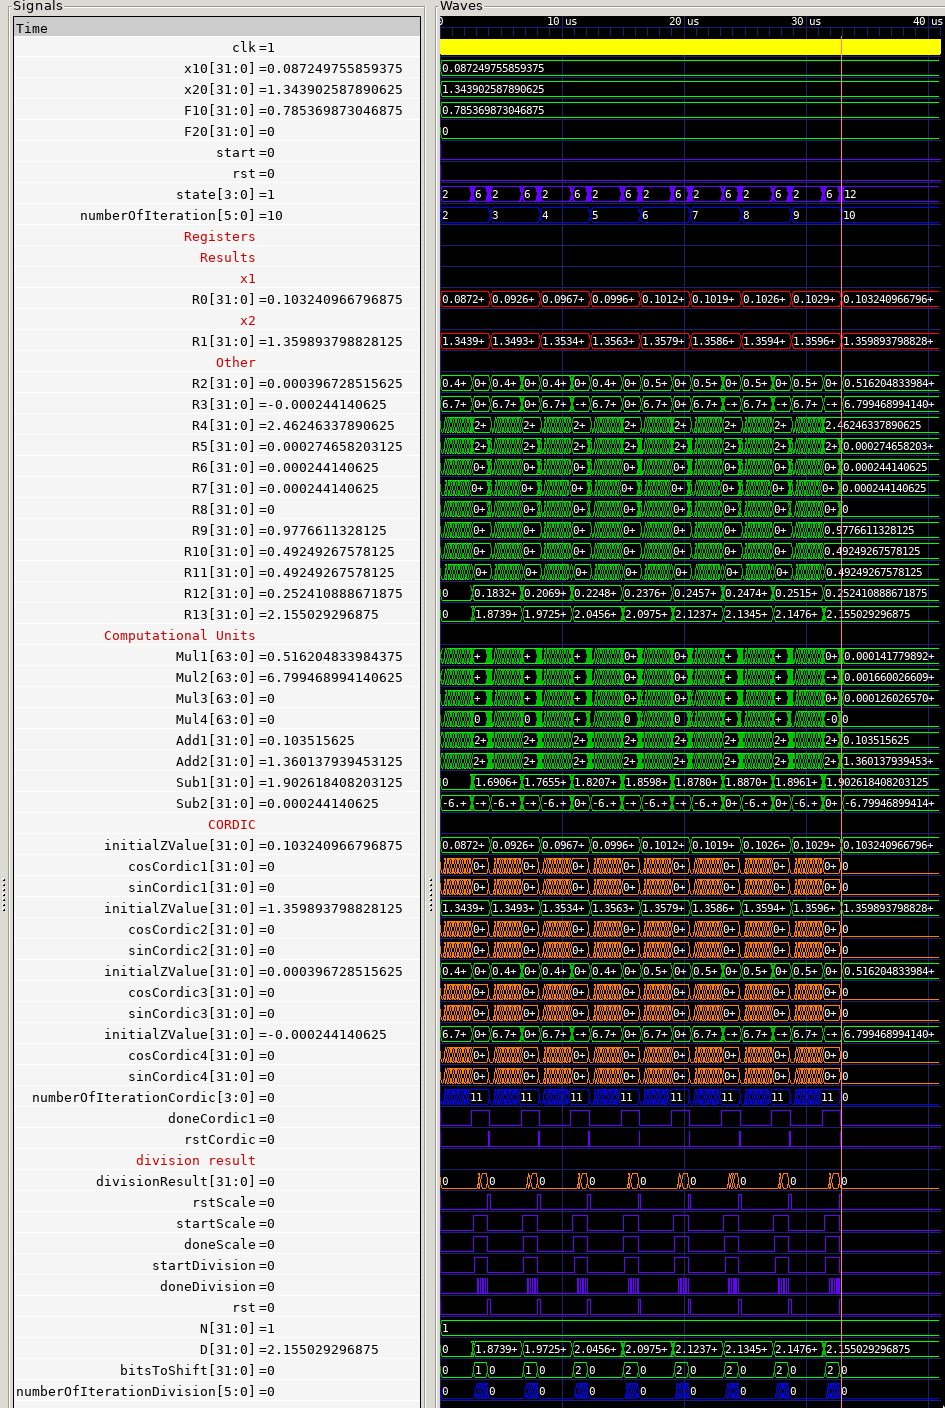 Signals Waves
Time 0 10 us 20 us 30 us 40 us
clk=1
x10[31:0]=0.087249755859375 0.087249755859375
x20[31:0]=1.343902587890625 1.343902587890625
F10[31:0]=0.785369873046875 0.785369873046875
F20[31:0]=0 0
start=0
rst=0
state[3:0]=1 2 6 2 6 2 6 2 6 2 6 2 6 2 6 2 6 12
numberOfIteration[5:0]=10 2 3 4 5 6 7 8 9 10
Registers
Results
x1
R0[31:0]=0.103240966796875 0.0872+ 0.0926+ 0.0967+ 0.0996+ 0.1012+ 0.1019+ 0.1026+ 0.1029+ 0.103240966796+
x2
R1[31:0]=1.359893798828125 1.3439+ 1.3493+ 1.3534+ 1.3563+ 1.3579+ 1.3586+ 1.3594+ 1.3596+ 1.359893798828+
Other
R2[31:0]=0.000396728515625 0.4+ 0+ 0.4+ 0+ 0.4+ 0+ 0.4+ 0+ 0.5+ 0+ 0.5+ 0+ 0.5+ 0+ 0.5+ 0+ 0.516204833984+
R3[31:0]=-0.000244140625 6.7+ 0+ 6.7+ 0+ 6.7+ -+ 6.7+ 0+ 6.7+ 0+ 6.7+ -+ 6.7+ -+ 6.7+ -+ 6.799468994140+
R4[31:0]=2.46246337890625 2+ 2+ 2+ 2+ 2+ 2+ 2+ 2.46246337890625
R5[31:0]=0.000274658203125 2+ 2+ 2+ 2+ 2+ 2+ 2+ 2+ 0.000274658203+
R6[31:0]=0.000244140625 0+ 0+ 0+ 0+ 0+ 0+ 0+ 0+ 0.000244140625
R7[31:0]=0.000244140625 0+ 0+ 0+ 0+ 0+ 0+ 0+ 0+ 0.000244140625
R8[31:0]=0 0+ 0+ 0+ 0+ 0+ 0+ 0+ 0+ 0
R9[31:0]=0.9776611328125 0+ 0+ 0+ 0+ 0+ 0+ 0+ 0.9776611328125
R10[31:0]=0.49249267578125 0+ 0+ 0+ 0+ 0+ 0+ 0+ 0.49249267578125
R11[31:0]=0.49249267578125 0+ 0+ 0+ 0+ 0+ 0+ 0+ 0.49249267578125
R12[31:0]=0.252410888671875 0 0.1832+ 0.2069+ 0.2248+ 0.2376+ 0.2457+ 0.2474+ 0.2515+ 0.252410888671875
R13[31:0]=2.155029296875 0 1.8739+ 1.9725+ 2.0456+ 2.0975+ 2.1237+ 2.1345+ 2.1476+ 2.155029296875
Computational Units
Mul1[63:0]=0.516204833984375 + + + 0+ 0+ + + 0+ 0.000141779892+
Mul2[63:0]=6.799468994140625 + + + + + + + -+ 0.001660026609+
Mul3[63:0]=0 + + + 0+ 0+ + + 0+ 0.000126026570+
Mul4[63:0]=0 0 0 + 0 0 + + -0 0
Add1[31:0]=0.103515625 2+ 2+ 2+ 2+ 2+ 2+ 2+ 2+ 0.103515625
Add2[31:0]=1.360137939453125 2+ 2+ 2+ 2+ 2+ 2+ 2+ 2+ 1.360137939453+
Sub1[31:0]=1.902618408203125 0 1.6906+ 1.7655+ 1.8207+ 1.8598+ 1.8780+ 1.8870+ 1.8961+ 1.902618408203125
Sub2[31:0]=0.000244140625 -6.+ -+ -6.+ -+ -6.+ 0+ -6.+ -+ -6.+ -+ -6.+ 0+ -6.+ 0+ -6.+ 0+ -6.79946899414+
CORDIC
initialZValue[31:0]=0.103240966796875 0.0872+ 0.0926+ 0.0967+ 0.0996+ 0.1012+ 0.1019+ 0.1026+ 0.1029+ 0.103240966796+
cosCordic1[31:0]=0 0+ 0+ 0+ 0+ 0+ 0+ 0+ 0+ 0
sinCordic1[31:0]=0 0+ 0+ 0+ 0+ 0+ 0+ 0+ 0+ 0
initialZValue[31:0]=1.359893798828125 1.3439+ 1.3493+ 1.3534+ 1.3563+ 1.3579+ 1.3586+ 1.3594+ 1.3596+ 1.359893798828+
cosCordic2[31:0]=0 0+ 0+ 0+ 0+ 0+ 0+ 0+ 0+ 0
sinCordic2[31:0]=0 0+ 0+ 0+ 0+ 0+ 0+ 0+ 0+ 0
initialZValue[31:0]=0.000396728515625 0.4+ 0+ 0.4+ 0+ 0.4+ 0+ 0.4+ 0+ 0.5+ 0+ 0.5+ 0+ 0.5+ 0+ 0.5+ 0+ 0.516204833984+
cosCordic3[31:0]=0 0+ 0+ 0+ 0+ 0+ 0+ 0+ 0+ 0
sinCordic3[31:0]=0 0+ 0+ 0+ 0+ 0+ 0+ 0+ 0+ 0
initialZValue[31:0]=-0.000244140625 6.7+ 0+ 6.7+ 0+ 6.7+ -+ 6.7+ 0+ 6.7+ 0+ 6.7+ -+ 6.7+ -+ 6.7+ -+ 6.799468994140+
cosCordic4[31:0]=0 0+ 0+ 0+ 0+ 0+ 0+ 0+ 0+ 0
sinCordic4[31:0]=0 0+ 0+ 0+ 0+ 0+ 0+ 0+ 0+ 0
numberOfIterationCordic[3:0]=0 11 11 11 11 11 11 11 11 0
doneCordic1=0
rstCordic=0
division result
divisionResult[31:0]=0 0 0 0 0 0 0 0 0 0
rstScale=0
startScale=0
doneScale=0
startDivision=0
doneDivision=0
rst=0
N[31:0]=1 1
D[31:0]=2.155029296875 0 1.8739+ 1.9725+ 2.0456+ 2.0975+ 2.1237+ 2.1345+ 2.1476+ 2.155029296875
bitsToShift[31:0]=0 0 1 0 1 0 2 0 2 0 2 0 2 0 2 0 2 0
numberOfIterationDivision[5:0]=0 0 0 0 0 0 0 0 0 0